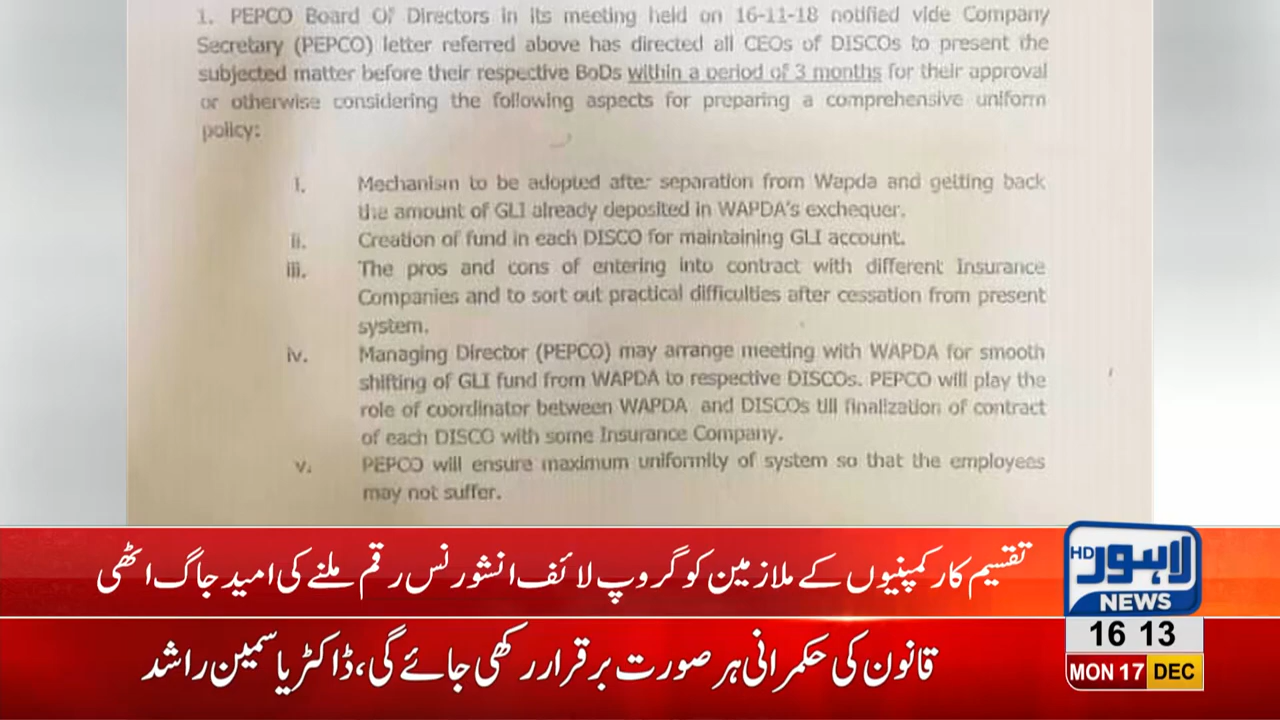 1. PEPCO Board Of Directors in its meeting held on 16-11-18 notified vide Company
Secretary (PEPCO) letter referred above has directed all CEOs of DISCOs to present the
subjected matter before their respective BoDs within a period of 3 months for their approval
or otherwise considering the following aspects for preparing a comprehensive uniform
policy:
i. Mechanism to be adopted after separation from Wapda and getting back
the amount of GLI already deposited in WAPDA's exchequer.
ii. Creation of fund in each DISCO for maintaining GLI account.
iii. The pros and cons of entering into contract with different Insurance
Companies and to sort out practical difficulties after cessation from present
system.
iv. Managing Director (PEPCO) may arrange meeting with WAPDA for smooth
shifting of GLI fund from WAPDA to respective DISCOs. PEPCO will play the
role of coordinator between WAPDA and DISCOs till finalization of contract
of each DISCO with some Insurance Company.
v. PEPCO will ensure maximum uniformity of system so that the employees
may not suffer.
تقسیم کار کمپنیوں کے ملازمین کو گروپ لائف انشورنس رقم ملنے کی امید جاگ اٹھی
قانون کی حکمرانی ہر صورت برقرار رکھی جائے گی، ڈاکٹر یاسمین راشد
HD لاہور
NEWS
16 13
MON 17 DEC